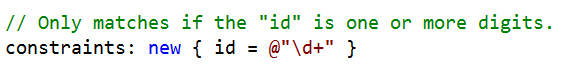 // Only matches if the "id" is one or more digits.
constraints: new { id = @"\d+" }